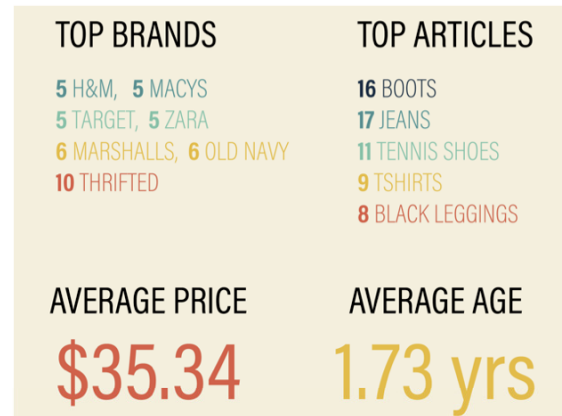 TOP BRANDS
5 H&M, 5 MACYS
5 TARGET, 5 ZARA
6 MARSHALLS, 6 OLD NAVY
10 THRIFTED
TOP ARTICLES
16 BOOTS
17 JEANS
11 TENNIS SHOES
9 TSHIRTS
8 BLACK LEGGINGS
AVERAGE PRICE
$35.34
AVERAGE AGE
1.73 yrs